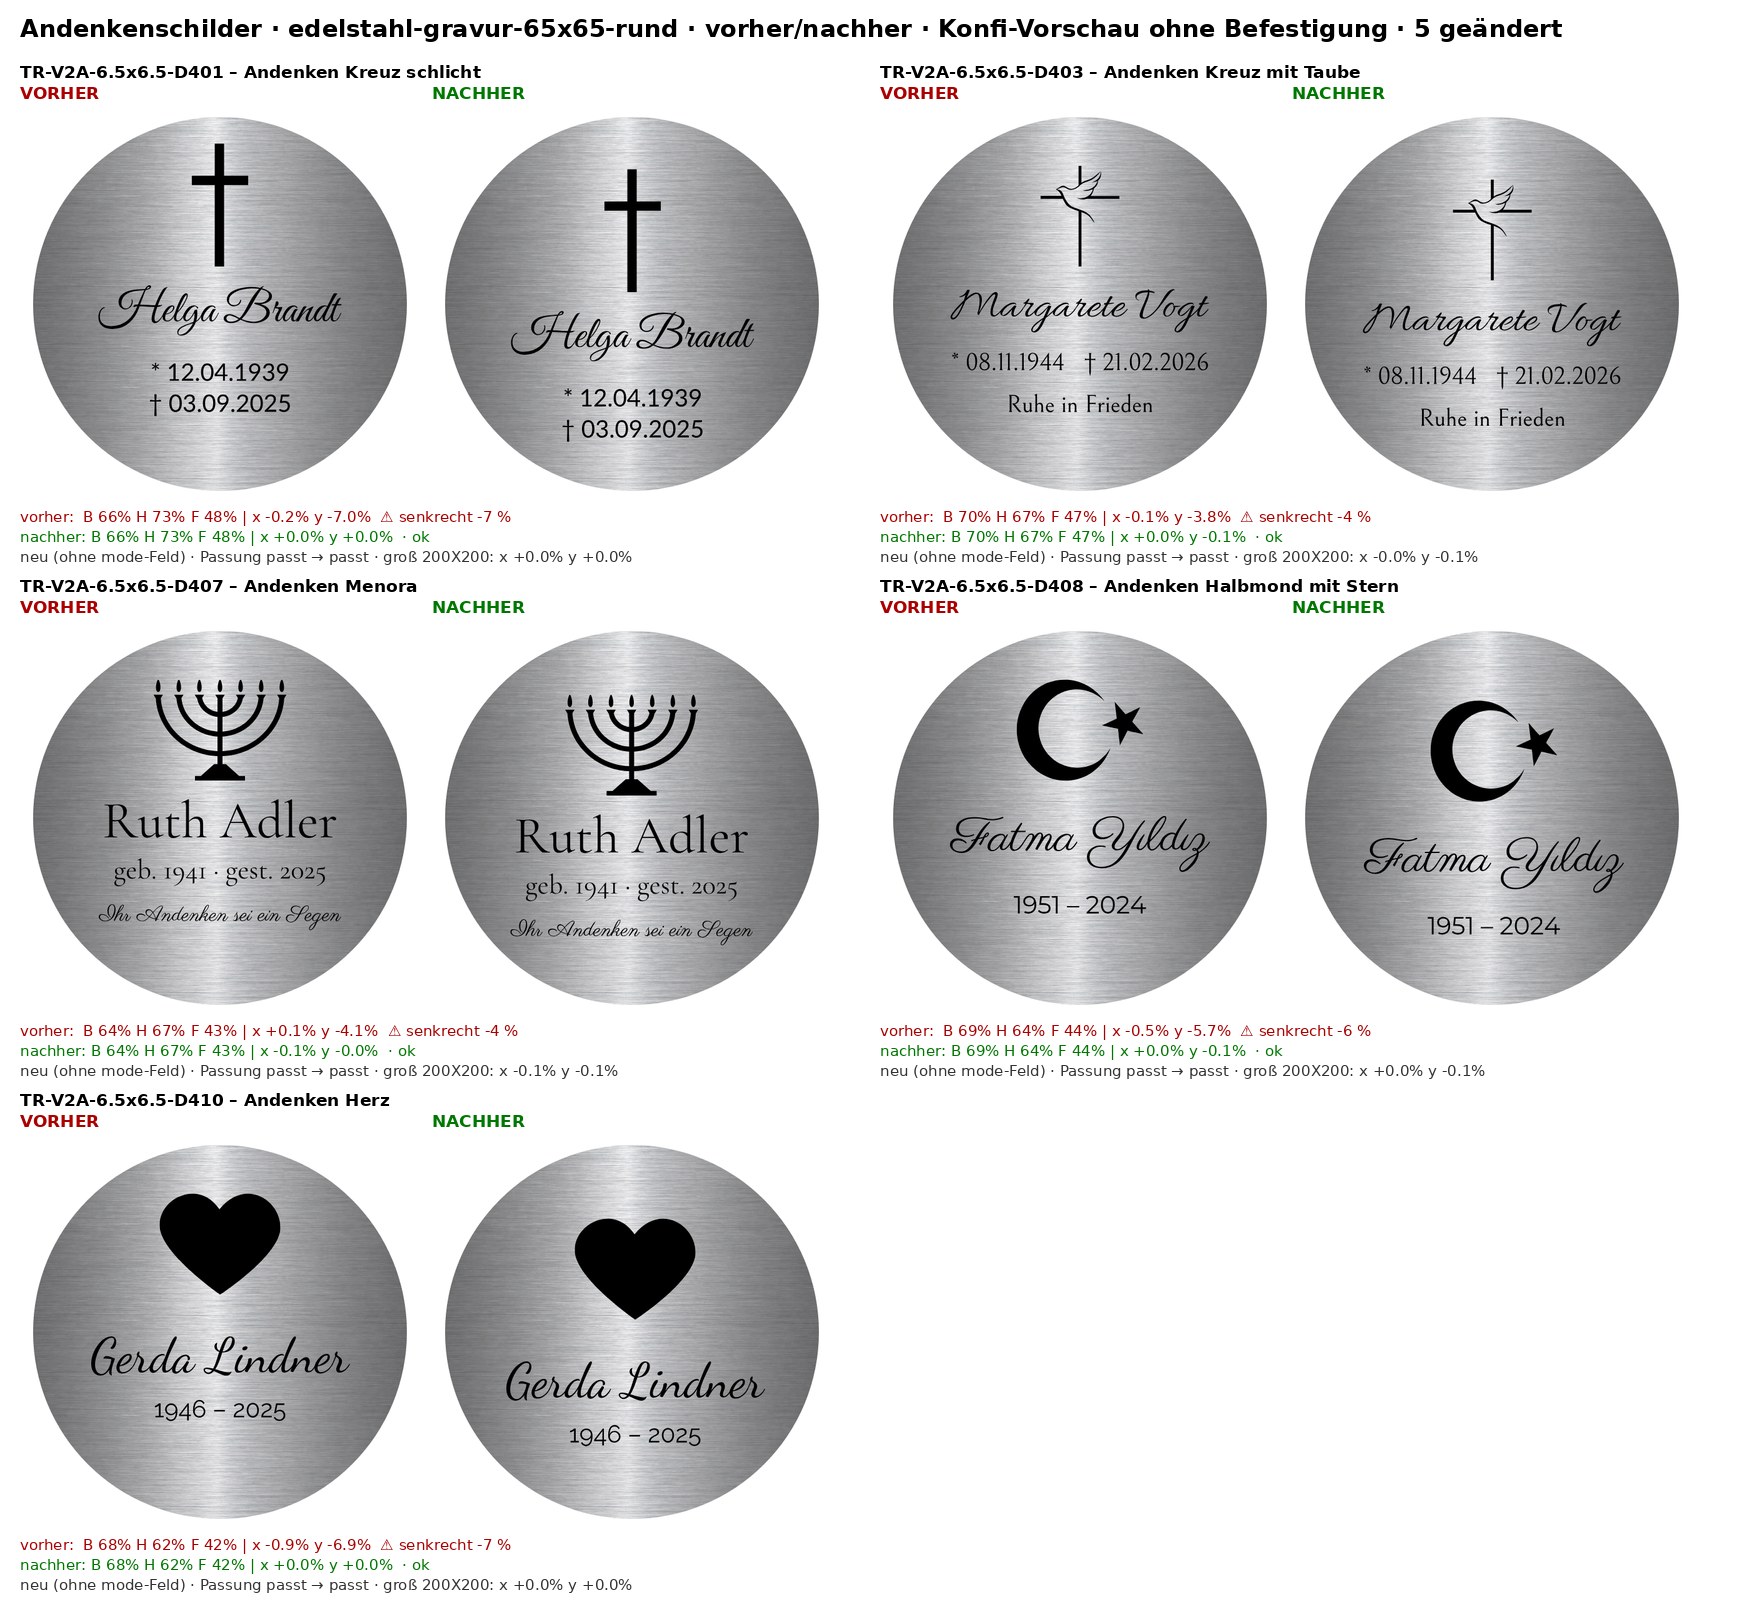 Andenkenschilder · edelstahl-gravur-65x65-rund · vorher/nachher · Konfi-Vorschau ohne Befestigung · 5 geändert
TR-V2A-6.5x6.5-D401 – Andenken Kreuz schlicht
VORHER NACHHER
Helga Brandt
* 12.04.1939
† 03.09.2025
Helga Brandt
* 12.04.1939
† 03.09.2025
vorher: B 66% H 73% F 48% | x -0.2% y -7.0% ⚠ senkrecht -7 %
nachher: B 66% H 73% F 48% | x +0.0% y +0.0% · ok
neu (ohne mode-Feld) · Passung passt → passt · groß 200X200: x +0.0% y +0.0%
TR-V2A-6.5x6.5-D403 – Andenken Kreuz mit Taube
VORHER NACHHER
Margarete Vogt
* 08.11.1944 † 21.02.2026
Ruhe in Frieden
Margarete Vogt
* 08.11.1944 † 21.02.2026
Ruhe in Frieden
vorher: B 70% H 67% F 47% | x -0.1% y -3.8% ⚠ senkrecht -4 %
nachher: B 70% H 67% F 47% | x +0.0% y -0.1% · ok
neu (ohne mode-Feld) · Passung passt → passt · groß 200X200: x -0.0% y -0.1%
TR-V2A-6.5x6.5-D407 – Andenken Menora
VORHER NACHHER
Ruth Adler
geb. 1941 · gest. 2025
Ihr Andenken sei ein Segen
Ruth Adler
geb. 1941 · gest. 2025
Ihr Andenken sei ein Segen
vorher: B 64% H 67% F 43% | x +0.1% y -4.1% ⚠ senkrecht -4 %
nachher: B 64% H 67% F 43% | x -0.1% y -0.0% · ok
neu (ohne mode-Feld) · Passung passt → passt · groß 200X200: x -0.1% y -0.1%
TR-V2A-6.5x6.5-D408 – Andenken Halbmond mit Stern
VORHER NACHHER
Fatma Yıldız
1951 – 2024
Fatma Yıldız
1951 – 2024
vorher: B 69% H 64% F 44% | x -0.5% y -5.7% ⚠ senkrecht -6 %
nachher: B 69% H 64% F 44% | x +0.0% y -0.1% · ok
neu (ohne mode-Feld) · Passung passt → passt · groß 200X200: x +0.0% y -0.1%
TR-V2A-6.5x6.5-D410 – Andenken Herz
VORHER NACHHER
Gerda Lindner
1946 – 2025
Gerda Lindner
1946 – 2025
vorher: B 68% H 62% F 42% | x -0.9% y -6.9% ⚠ senkrecht -7 %
nachher: B 68% H 62% F 42% | x +0.0% y +0.0% · ok
neu (ohne mode-Feld) · Passung passt → passt · groß 200X200: x +0.0% y +0.0%